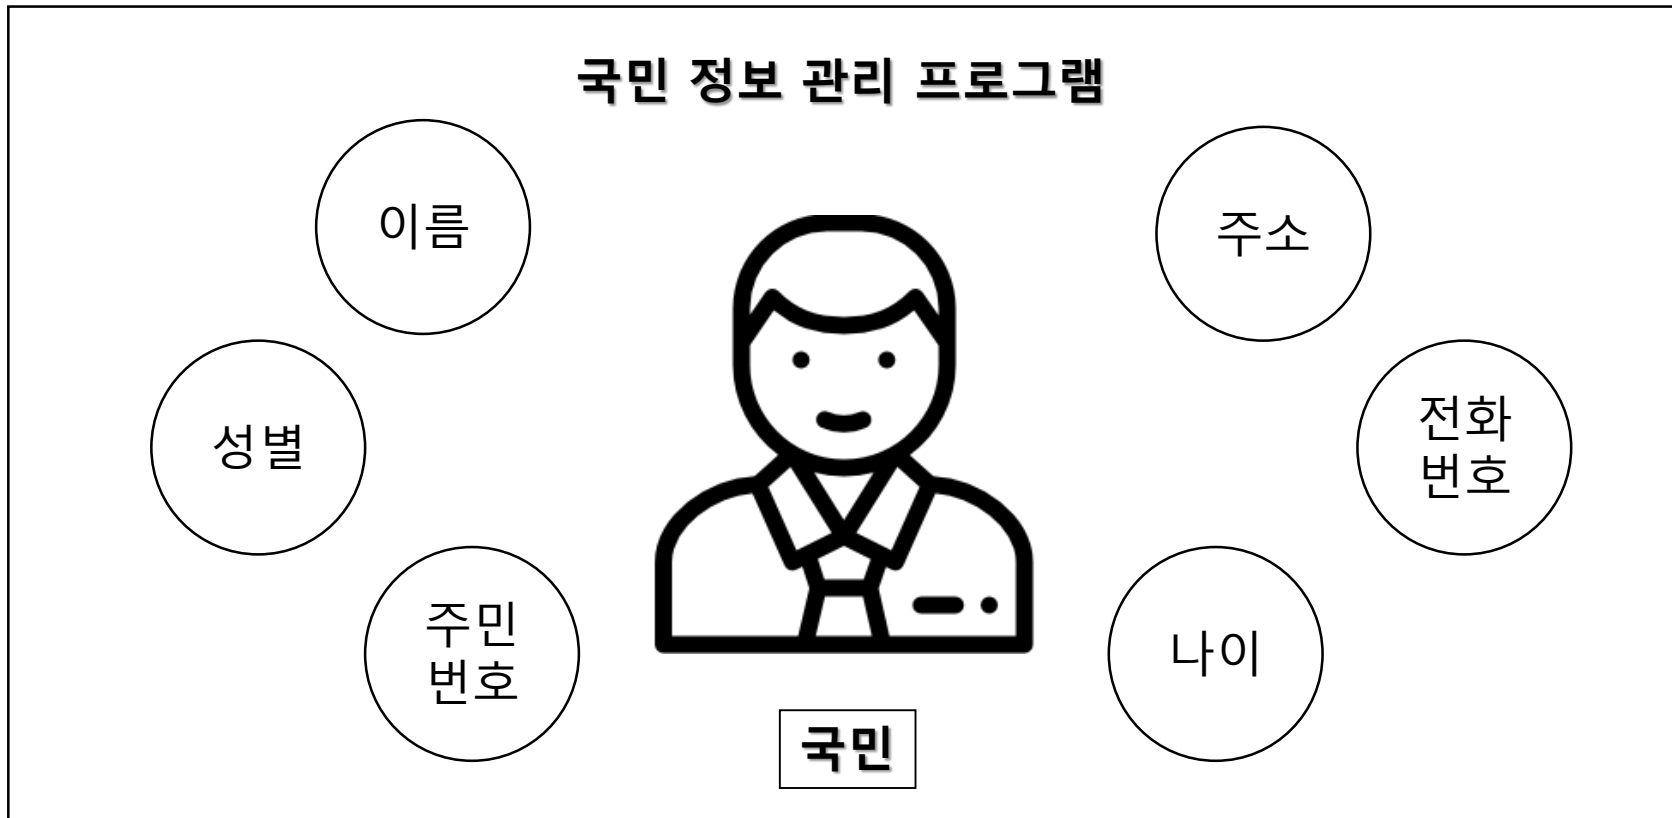 국민 정보 관리 프로그램
이름
주소
성별
전화
번호
주민
번호
나이
국민